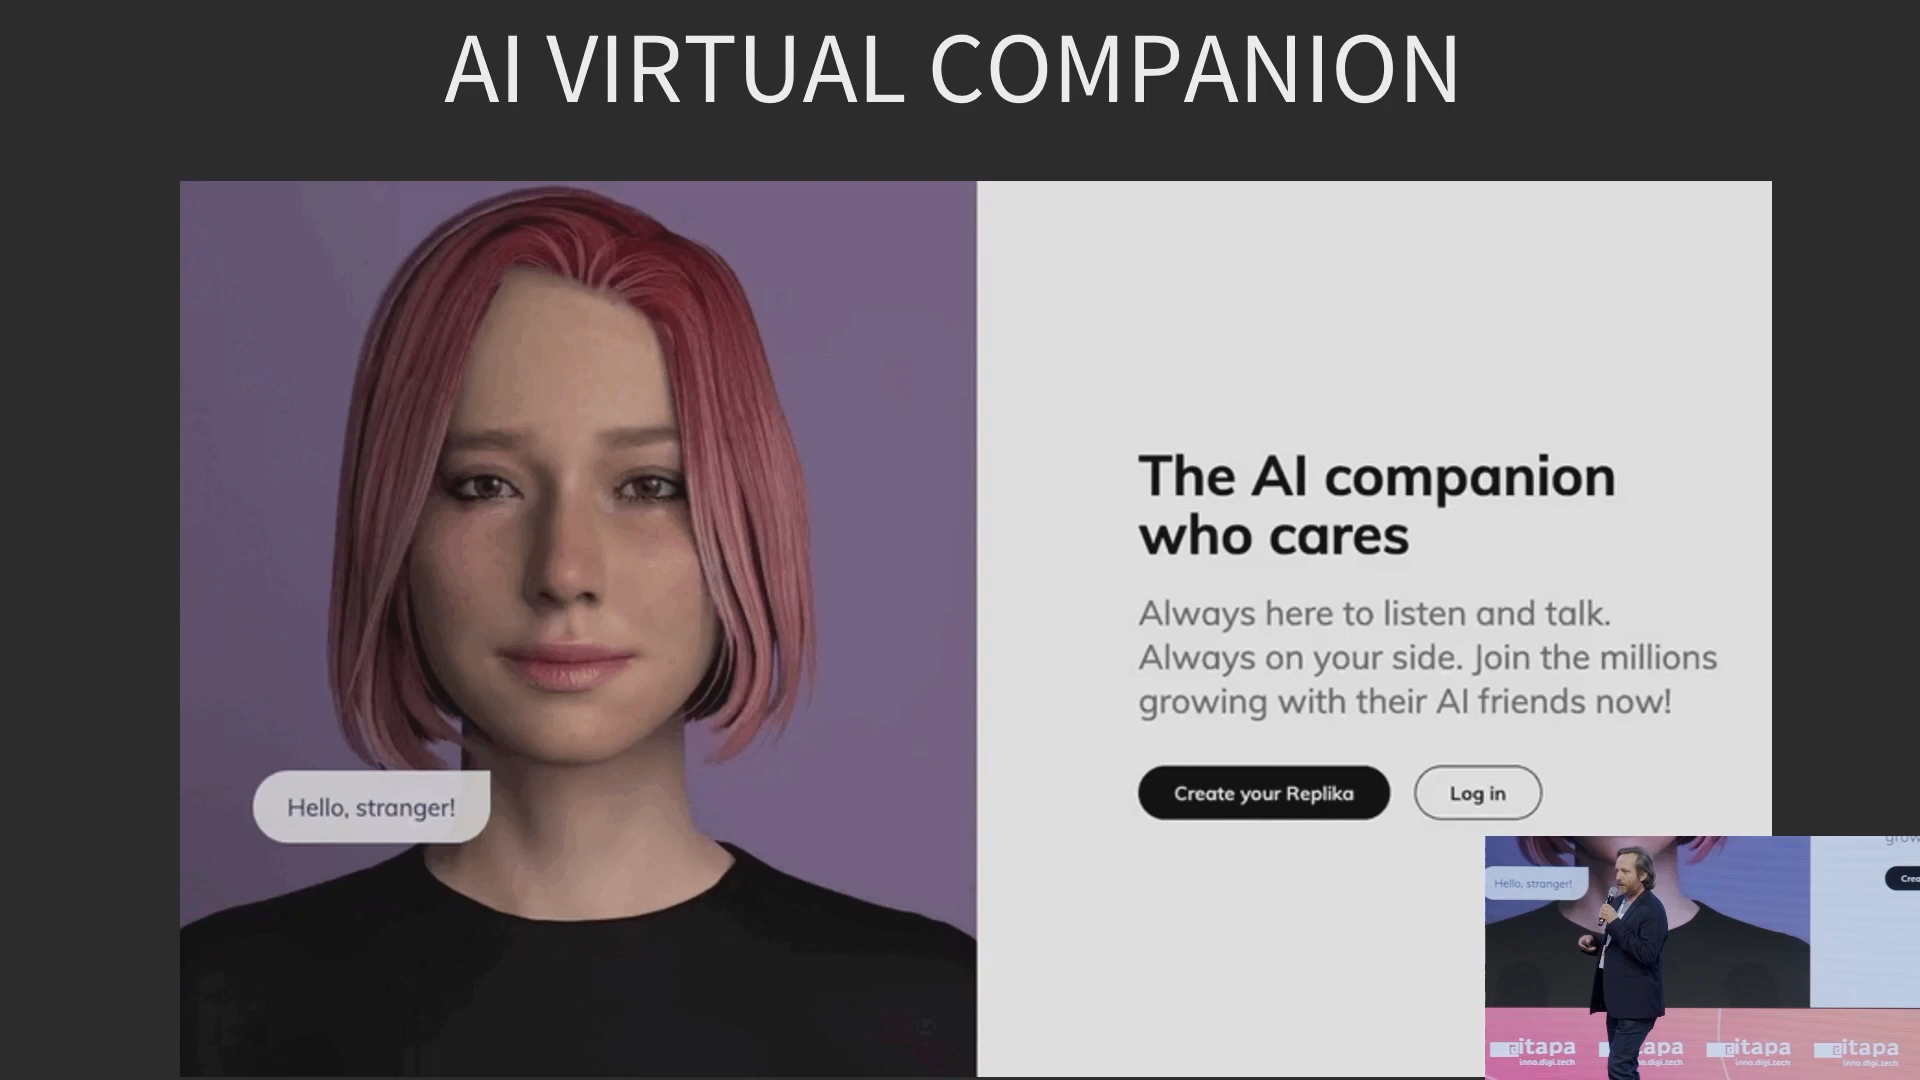 AI VIRTUAL COMPANION
The AI companion
who cares
Always here to listen and talk.
Always on your side. Join the millions
growing with their AI friends now!
Create your Replika
Log in
Hello, stranger!
Hello, stranger!
itapa
inno.digi.tech
itapa
inno.digi.tech
itapa
inno.digi.tech